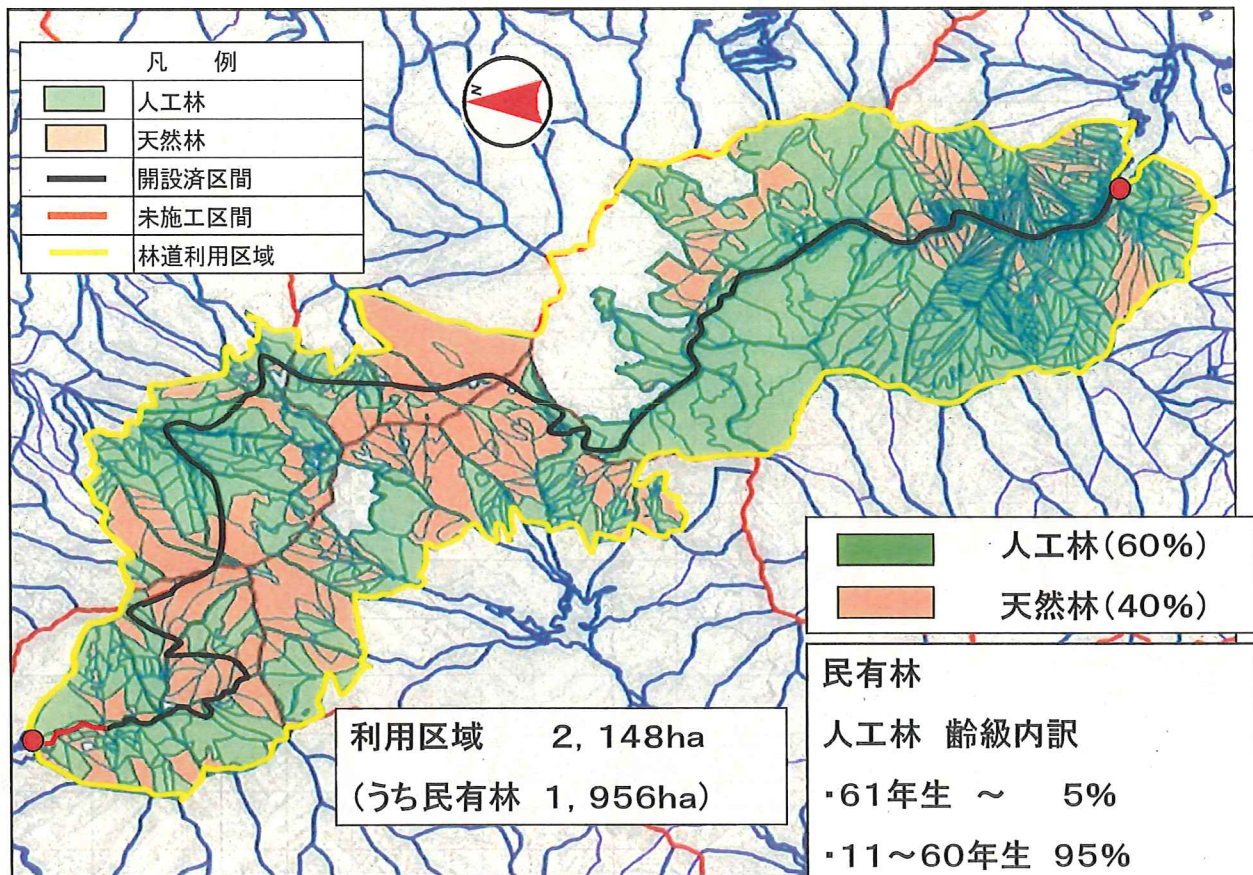 凡 例
人工林
天然林
開設済区間
未施工区間
林道利用区域
N
人工林(60%)
天然林(40%)
利用区域 2,148ha
(うち民有林 1,956ha)
民有林
人工林 齢級内訳
・61年生 ~ 5%
・11~60年生 95%